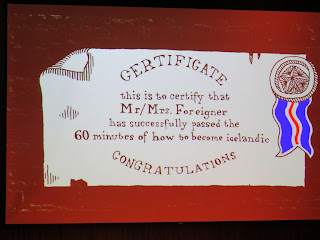 CERTIFIGATE
this is to certify that
Mr/Mrs. Foreigner
has successfully passed the
60 minutes of how to become icelandic
CONGRATULATIONS